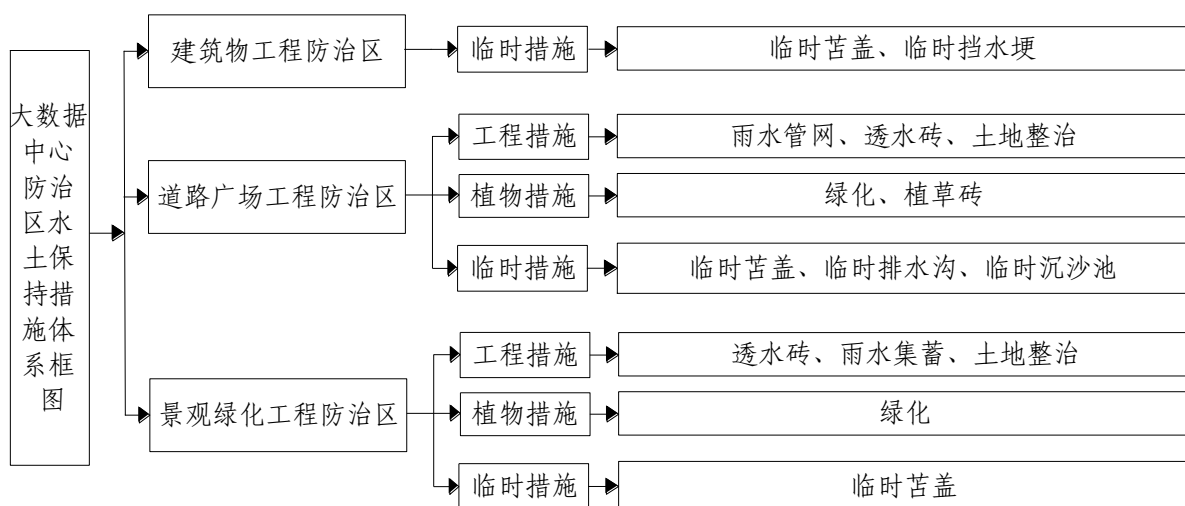 大数据
中心
防治
区水
土保
持措
施体
系框
图
建筑物工程防治区
临时措施
临时苫盖、临时挡水埂
道路广场工程防治区
工程措施
雨水管网、透水砖、土地整治
植物措施
绿化、植草砖
临时措施
临时苫盖、临时排水沟、临时沉沙池
景观绿化工程防治区
工程措施
透水砖、雨水集蓄、土地整治
植物措施
绿化
临时措施
临时苫盖